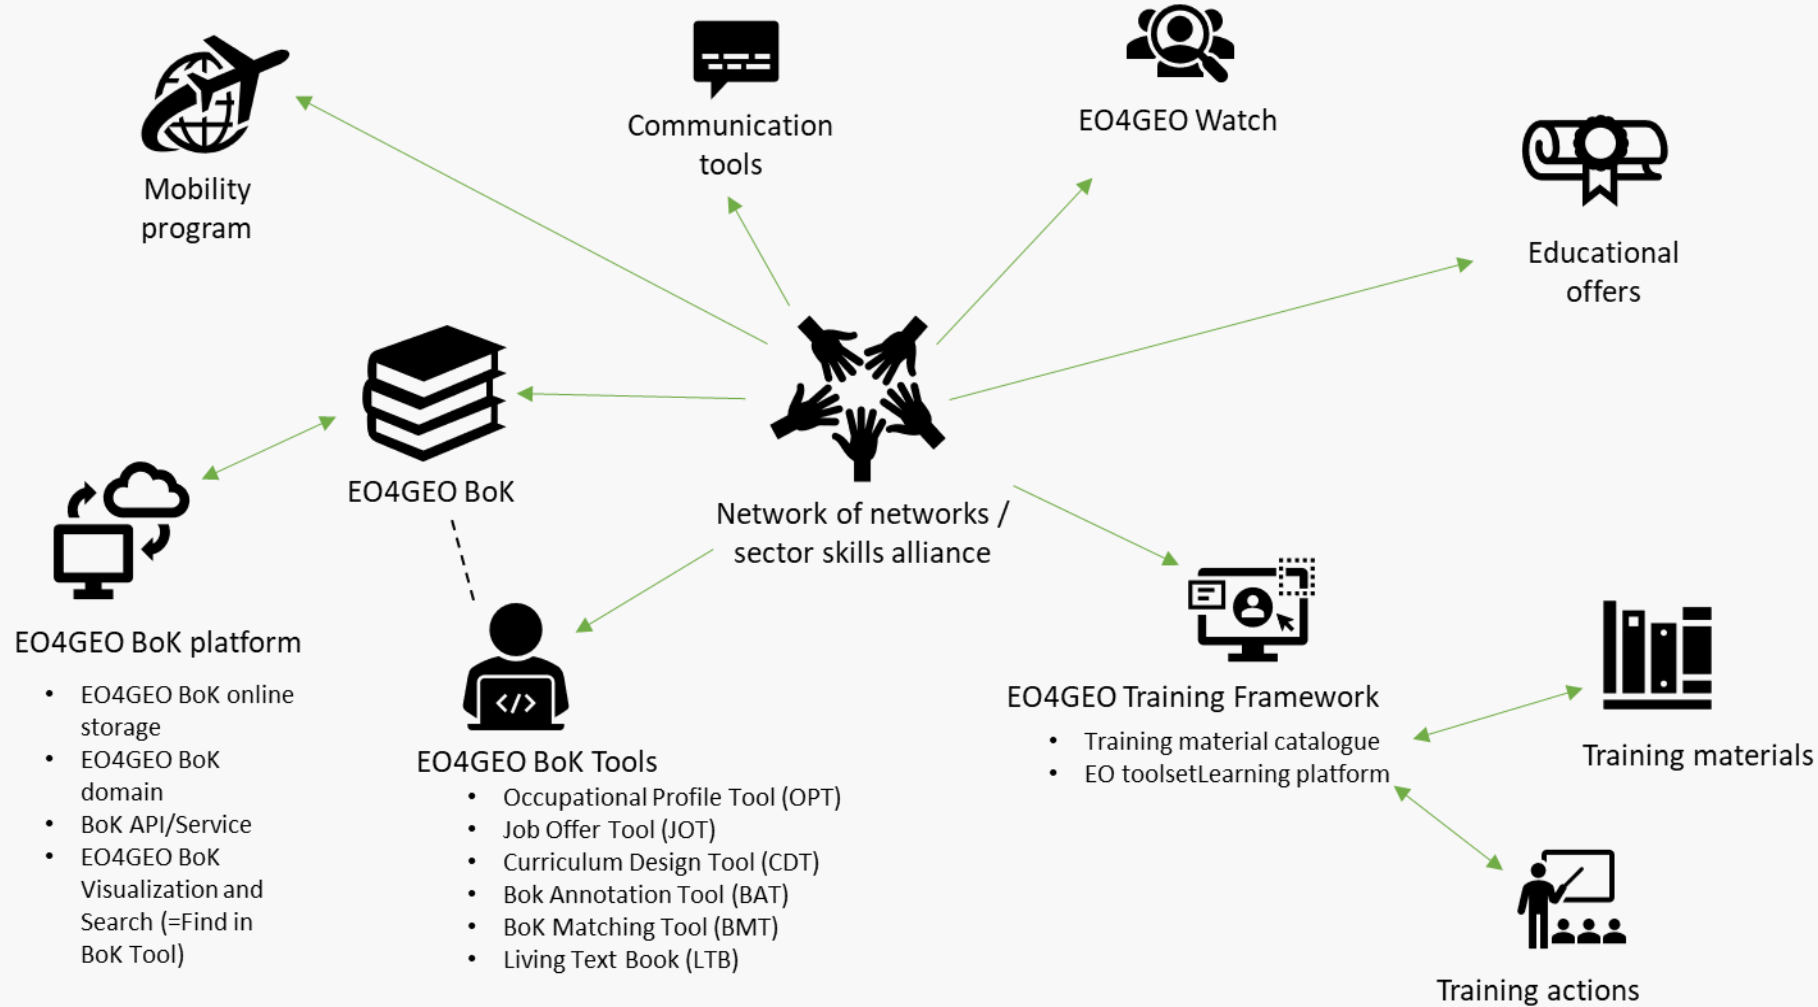 Mobility
program
Communication
tools
EO4GEO Watch
Educational
offers
EO4GEO BoK
Network of networks /
sector skills alliance
EO4GEO BoK platform
• EO4GEO BoK online
storage
• EO4GEO BoK
domain
• BoK API/Service
• EO4GEO BoK
Visualization and
Search (=Find in
BoK Tool)
</>
EO4GEO BoK Tools
• Occupational Profile Tool (OPT)
• Job Offer Tool (JOT)
• Curriculum Design Tool (CDT)
• Bok Annotation Tool (BAT)
• BoK Matching Tool (BMT)
• Living Text Book (LTB)
EO4GEO Training Framework
• Training material catalogue
• EO toolsetLearning platform
Training materials
Training actions